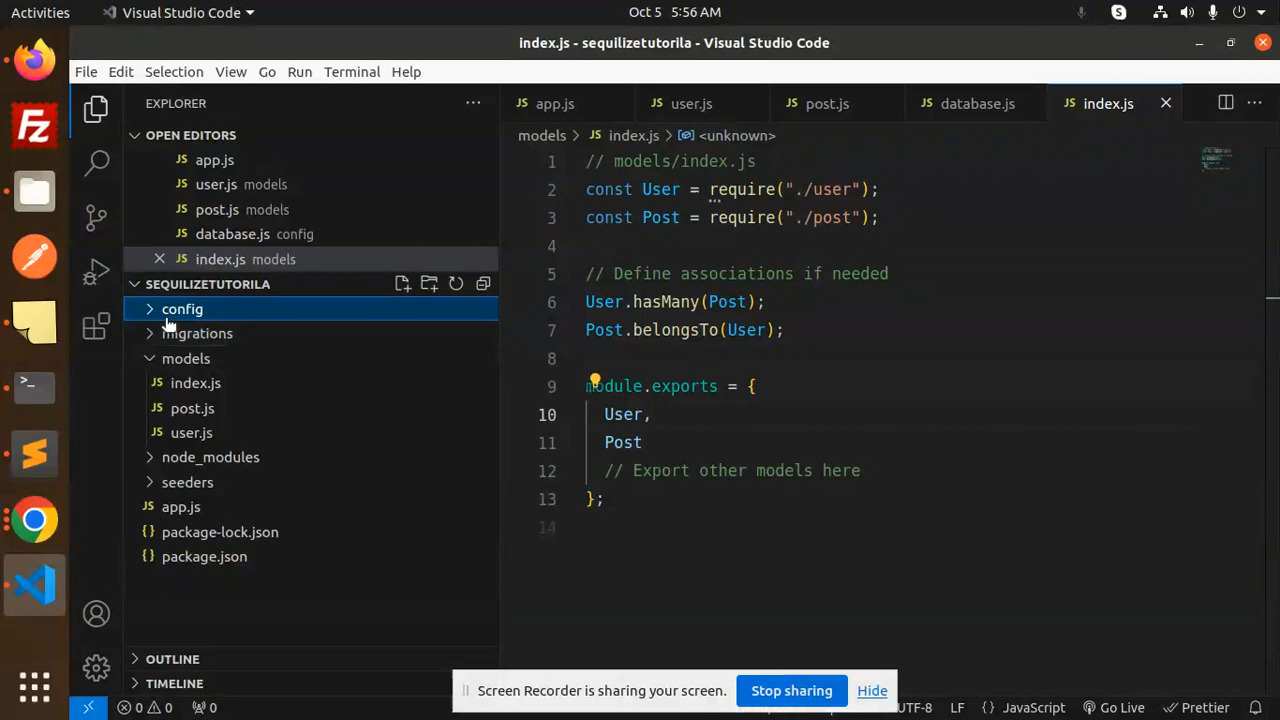 Activities
Visual Studio Code
Oct 5 5:56 AM
index.js - sequilizetutorila - Visual Studio Code
File Edit Selection View Go Run Terminal Help
EXPLORER
OPEN EDITORS
app.js
user.js models
post.js models
database.js config
index.js models
SEQUILIZETUTORILA
config
migrations
models
index.js
post.js
user.js
node_modules
seeders
app.js
package-lock.json
package.json
OUTLINE
TIMELINE
app.js user.js post.js database.js index.js
models index.js <unknown>
1 // models/index.js
2 const User = require("./user");
3 const Post = require("./post");
4
5 // Define associations if needed
6 User.hasMany(Post);
7 Post.belongsTo(User);
8
9 module.exports = {
10 User,
11 Post
12 // Export other models here
13 };
14
Screen Recorder is sharing your screen. Stop sharing Hide
0 0 0 UTF-8 LF {} JavaScript Go Live Prettier